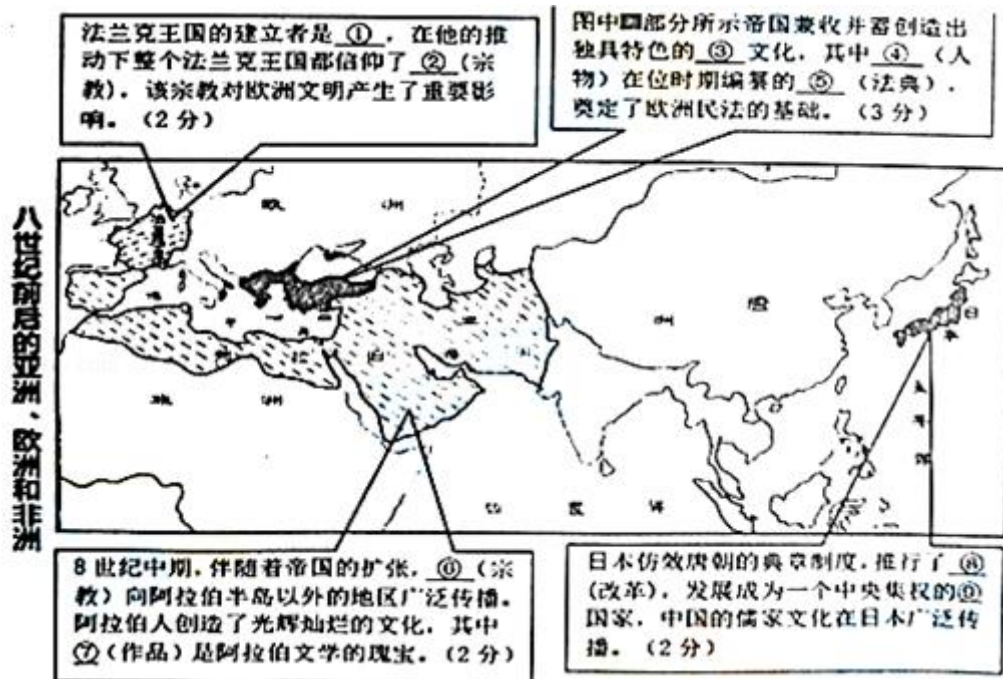 法兰克王国的建立者是①，在他的推
动下整个法兰克王国都信仰了②（宗
教），该宗教对欧洲文明产生了重要影
响。（2分）
图中部分所示帝国兼收并蓄创造出
独具特色的③文化，其中④（人
物）在位时期编纂的⑤（法典），
奠定了欧洲民法的基础。（3分）
八世纪前后的亚洲、欧洲和非洲
日
本
8世纪中期，伴随着帝国的扩张，⑥（宗
教）向阿拉伯半岛以外的地区广泛传播。
阿拉伯人创造了光辉灿烂的文化，其中
⑦（作品）是阿拉伯文学的瑰宝。（2分）
日本仿效唐朝的典章制度，推行了⑧
（改革），发展成为一个中央集权的⑨
国家，中国的儒家文化在日本广泛传
播。（2分）